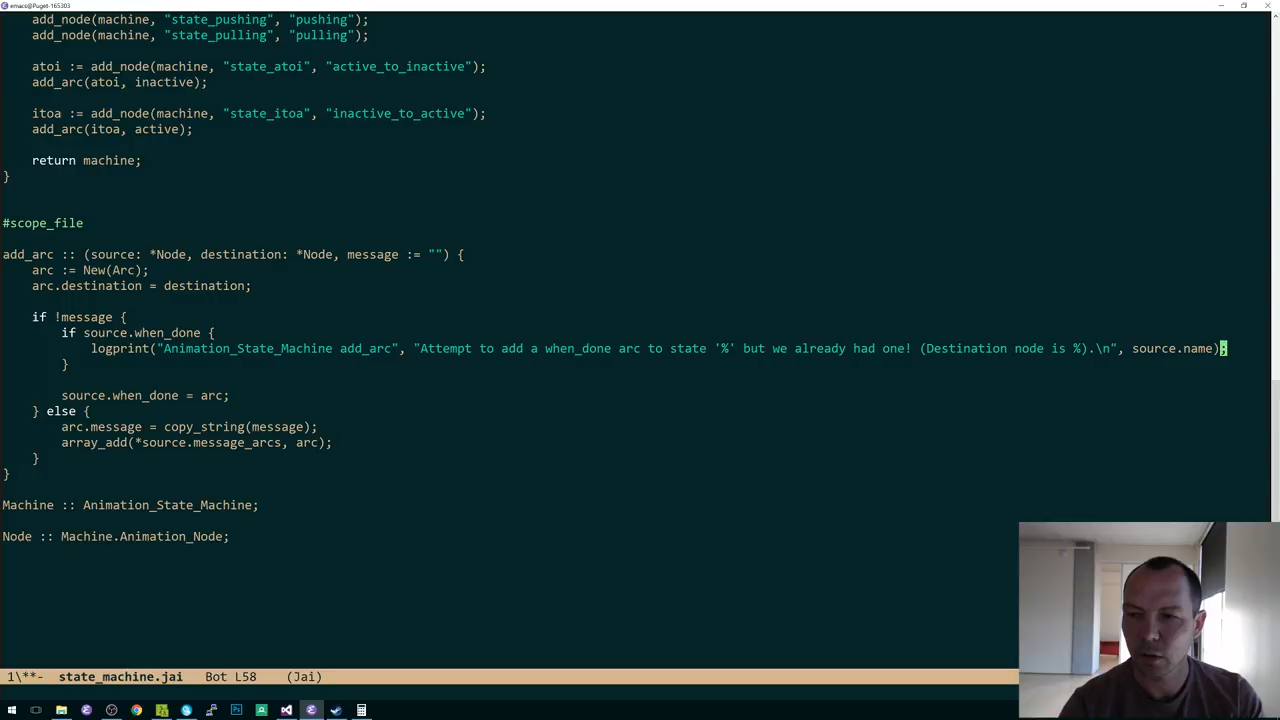 emacs@Puget-165303
    add_node(machine, "state_pushing", "pushing");
    add_node(machine, "state_pulling", "pulling");
    atoi := add_node(machine, "state_atoi", "active_to_inactive");
    add_arc(atoi, inactive);
    itoa := add_node(machine, "state_itoa", "inactive_to_active");
    add_arc(itoa, active);
    return machine;
}
#scope_file
add_arc :: (source: *Node, destination: *Node, message := "") {
    arc := New(Arc);
    arc.destination = destination;
    if !message {
        if source.when_done {
            logprint("Animation_State_Machine add_arc", "Attempt to add a when_done arc to state '%' but we already had one! (Destination node is %).\n", source.name);
        }
        source.when_done = arc;
    } else {
        arc.message = copy_string(message);
        array_add(*source.message_arcs, arc);
    }
}
Machine :: Animation_State_Machine;
Node :: Machine.Animation_Node;
1\**-  state_machine.jai   Bot L58    (Jai)